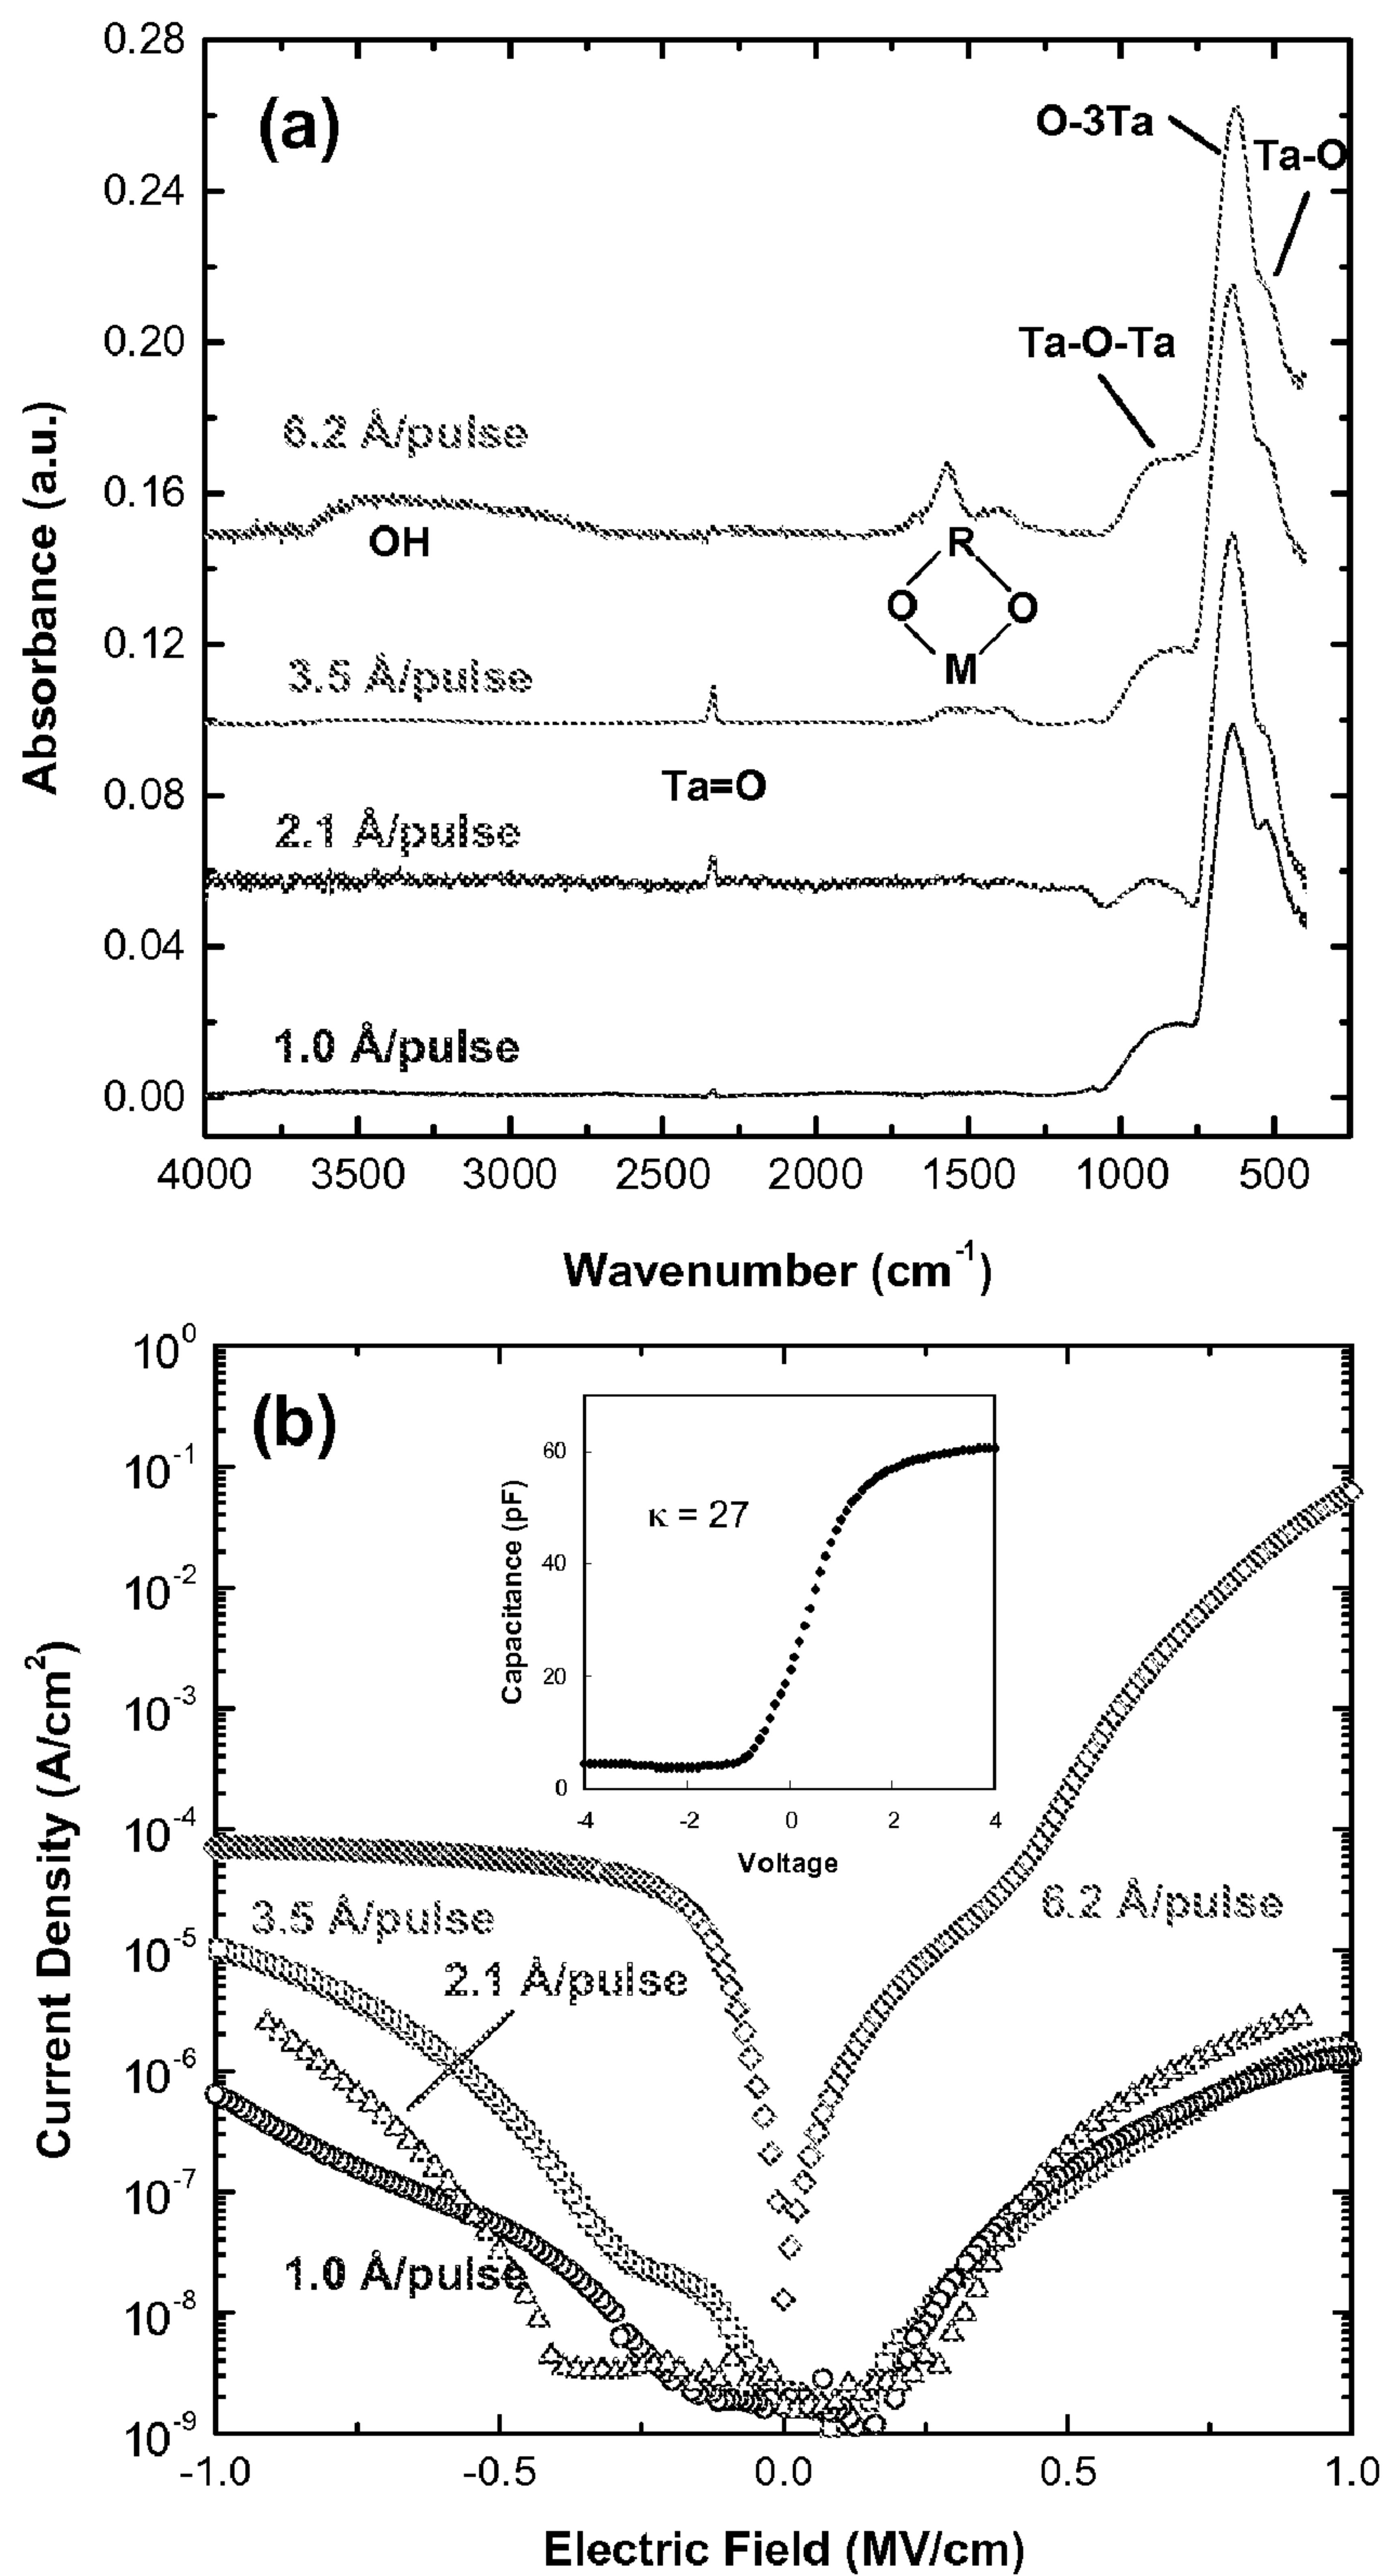 (a)
0.28
0.24
0.20
0.16
0.12
0.08
0.04
0.00
Absorbance (a.u.)
O-3Ta
Ta-O
Ta-O-Ta
6.2 Å/pulse
OH
R
O O
M
3.5 Å/pulse
Ta=O
2.1 Å/pulse
1.0 Å/pulse
4000 3500 3000 2500 2000 1500 1000 500
Wavenumber (cm⁻¹)
(b)
10⁰
10⁻¹
10⁻²
10⁻³
10⁻⁴
10⁻⁵
10⁻⁶
10⁻⁷
10⁻⁸
10⁻⁹
Current Density (A/cm²)
60
40
20
0
Capacitance (pF)
κ = 27
-4 -2 0 2 4
Voltage
3.5 Å/pulse
6.2 Å/pulse
2.1 Å/pulse
1.0 Å/pulse
-1.0 -0.5 0.0 0.5 1.0
Electric Field (MV/cm)